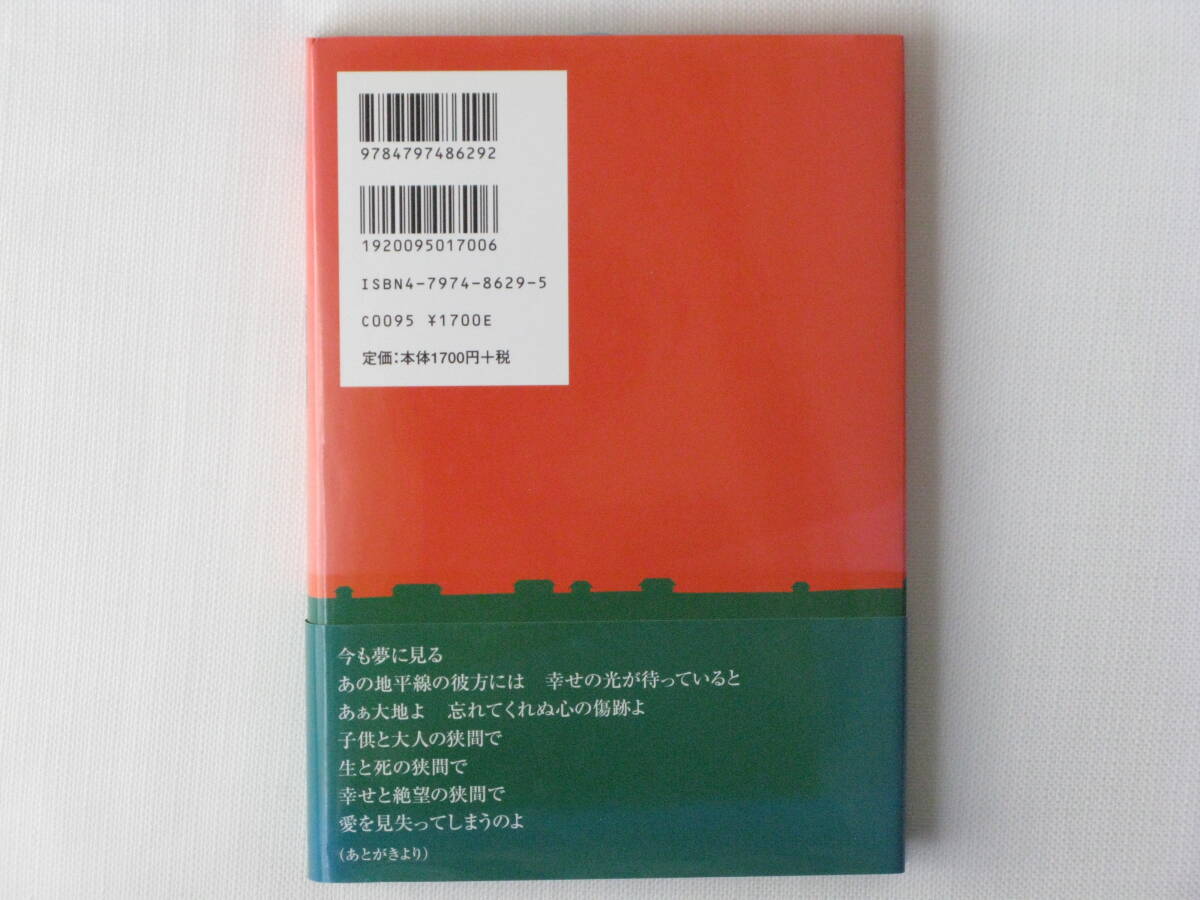 9784797486292
1920095017006
ISBN4-7974-8629-5
C0095 ¥1700E
定価:本体1700円+税
今も夢に見る
あの地平線の彼方には　幸せの光が待っていると
あぁ大地よ　忘れてくれぬ心の傷跡よ
子供と大人の狭間で
生と死の狭間で
幸せと絶望の狭間で
愛を見失ってしまうのよ
(あとがきより)